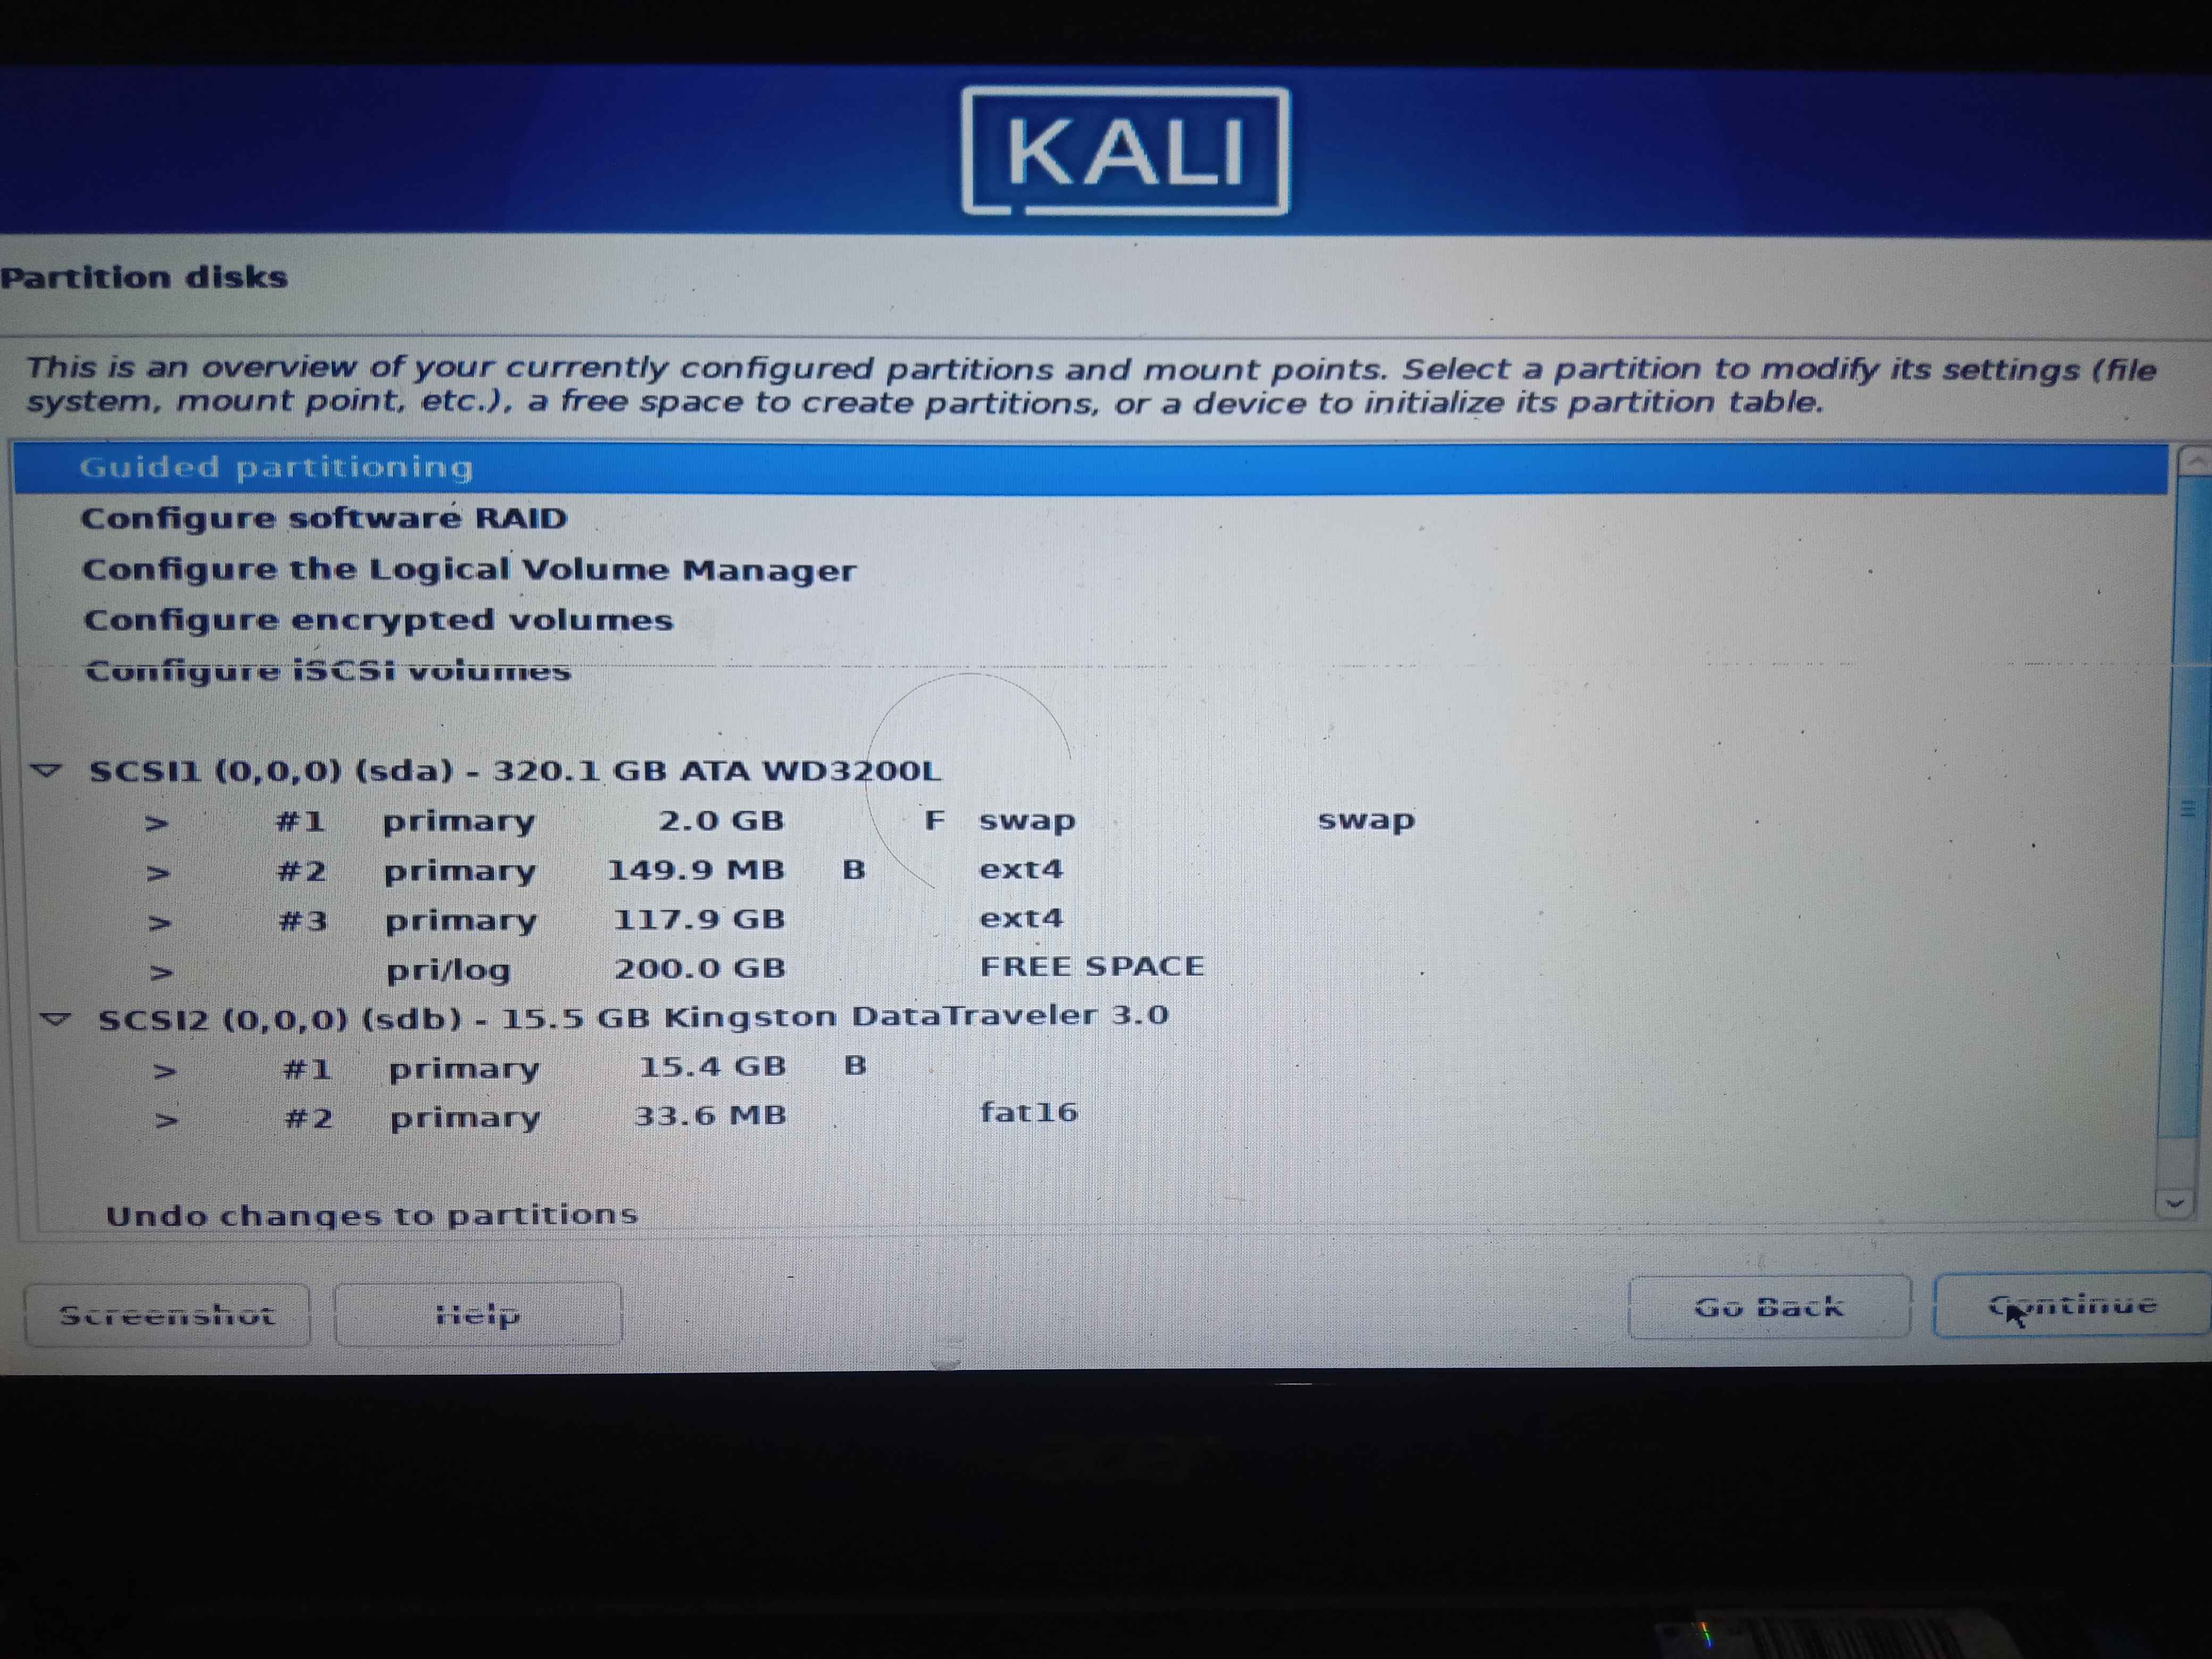 KALI
Partition disks
This is an overview of your currently configured partitions and mount points. Select a partition to modify its settings (file
system, mount point, etc.), a free space to create partitions, or a device to initialize its partition table.
Guided partitioning
Configure software RAID
Configure the Logical Volume Manager
Configure encrypted volumes
Configure iSCSI volumes
SCSI1 (0,0,0) (sda) - 320.1 GB ATA WD3200L
> #1 primary 2.0 GB F swap swap
> #2 primary 149.9 MB B ext4
> #3 primary 117.9 GB ext4
> pri/log 200.0 GB FREE SPACE
SCSI2 (0,0,0) (sdb) - 15.5 GB Kingston DataTraveler 3.0
> #1 primary 15.4 GB B
> #2 primary 33.6 MB fat16
Undo changes to partitions
Screenshot Help Go Back Continue
acer